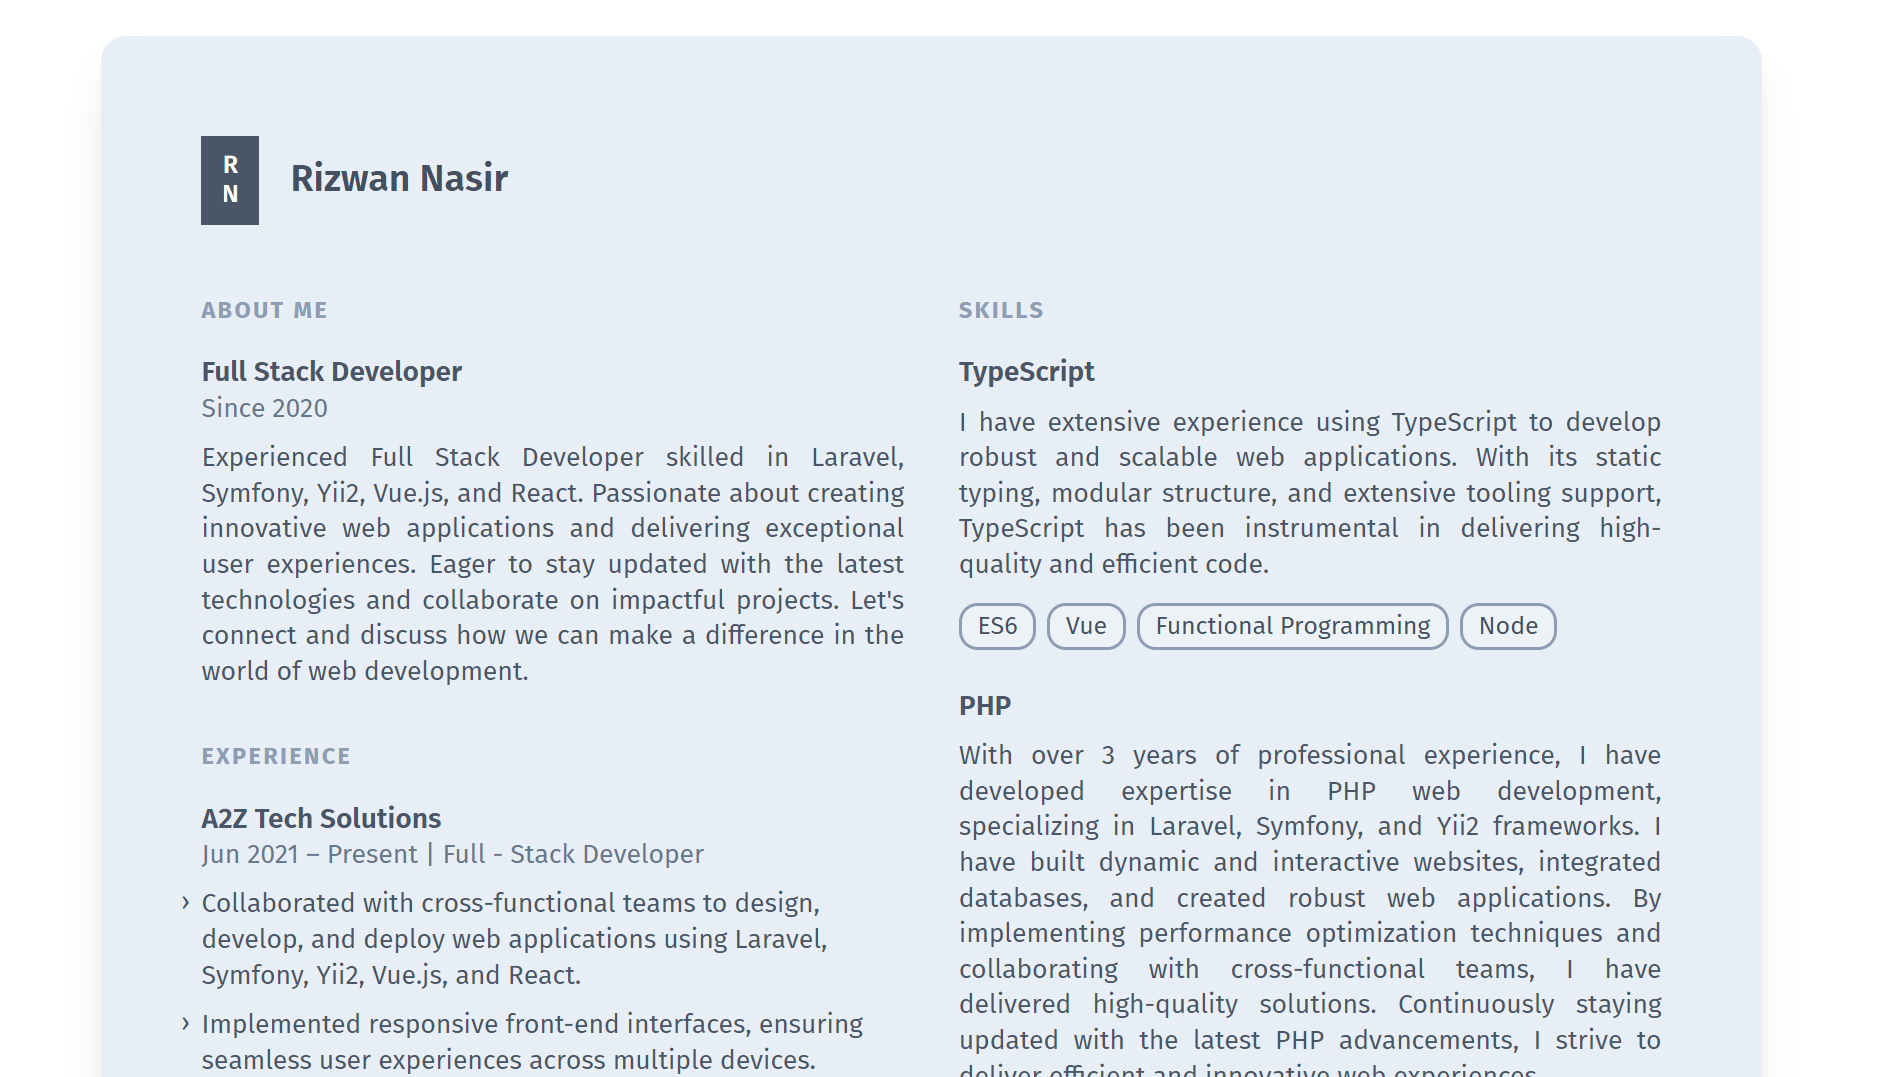 R
N
Rizwan Nasir
ABOUT ME
Full Stack Developer
Since 2020
Experienced Full Stack Developer skilled in Laravel,
Symfony, Yii2, Vue.js, and React. Passionate about creating
innovative web applications and delivering exceptional
user experiences. Eager to stay updated with the latest
technologies and collaborate on impactful projects. Let's
connect and discuss how we can make a difference in the
world of web development.
EXPERIENCE
A2Z Tech Solutions
Jun 2021 – Present | Full - Stack Developer
› Collaborated with cross-functional teams to design,
develop, and deploy web applications using Laravel,
Symfony, Yii2, Vue.js, and React.
› Implemented responsive front-end interfaces, ensuring
seamless user experiences across multiple devices.
SKILLS
TypeScript
I have extensive experience using TypeScript to develop
robust and scalable web applications. With its static
typing, modular structure, and extensive tooling support,
TypeScript has been instrumental in delivering high-
quality and efficient code.
ES6 Vue Functional Programming Node
PHP
With over 3 years of professional experience, I have
developed expertise in PHP web development,
specializing in Laravel, Symfony, and Yii2 frameworks. I
have built dynamic and interactive websites, integrated
databases, and created robust web applications. By
implementing performance optimization techniques and
collaborating with cross-functional teams, I have
delivered high-quality solutions. Continuously staying
updated with the latest PHP advancements, I strive to
deliver efficient and innovative web experiences.